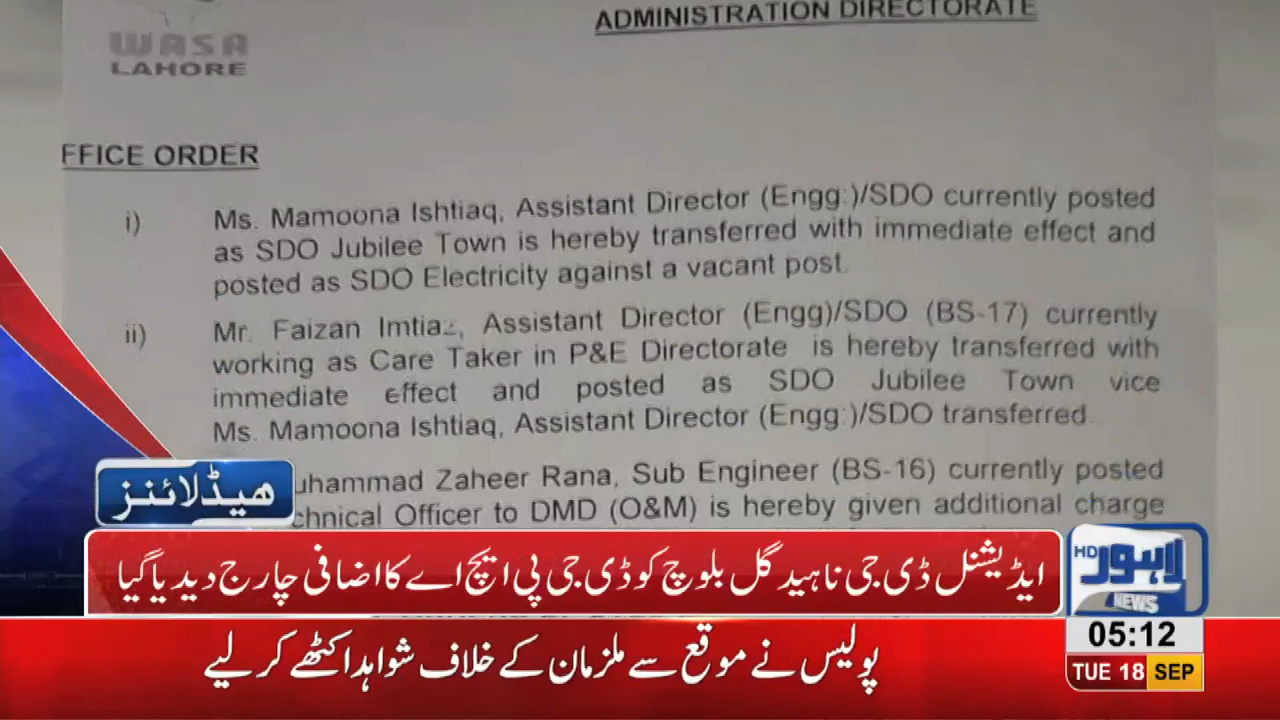 ADMINISTRATION DIRECTORATE
WASA
LAHORE
FFICE ORDER
i) Ms. Mamoona Ishtiaq, Assistant Director (Engg:)/SDO currently posted
as SDO Jubilee Town is hereby transferred with immediate effect and
posted as SDO Electricity against a vacant post.
ii) Mr. Faizan Imtiaz, Assistant Director (Engg)/SDO (BS-17) currently
working as Care Taker in P&E Directorate is hereby transferred with
immediate effect and posted as SDO Jubilee Town vice
Ms. Mamoona Ishtiaq, Assistant Director (Engg:)/SDO transferred.
uhammad Zaheer Rana, Sub Engineer (BS-16) currently posted
chnical Officer to DMD (O&M) is hereby given additional charge
ھیڈلائنز
ایڈیشنل ڈی جی ناہید گل بلوچ کو ڈی جی پی ایچ اے کا اضافی چارج دیدیا گیا
HD لاہور
NEWS
پولیس نے موقع سے ملزمان کے خلاف شواہد اکٹھے کر لیے
05:12
TUE 18 SEP